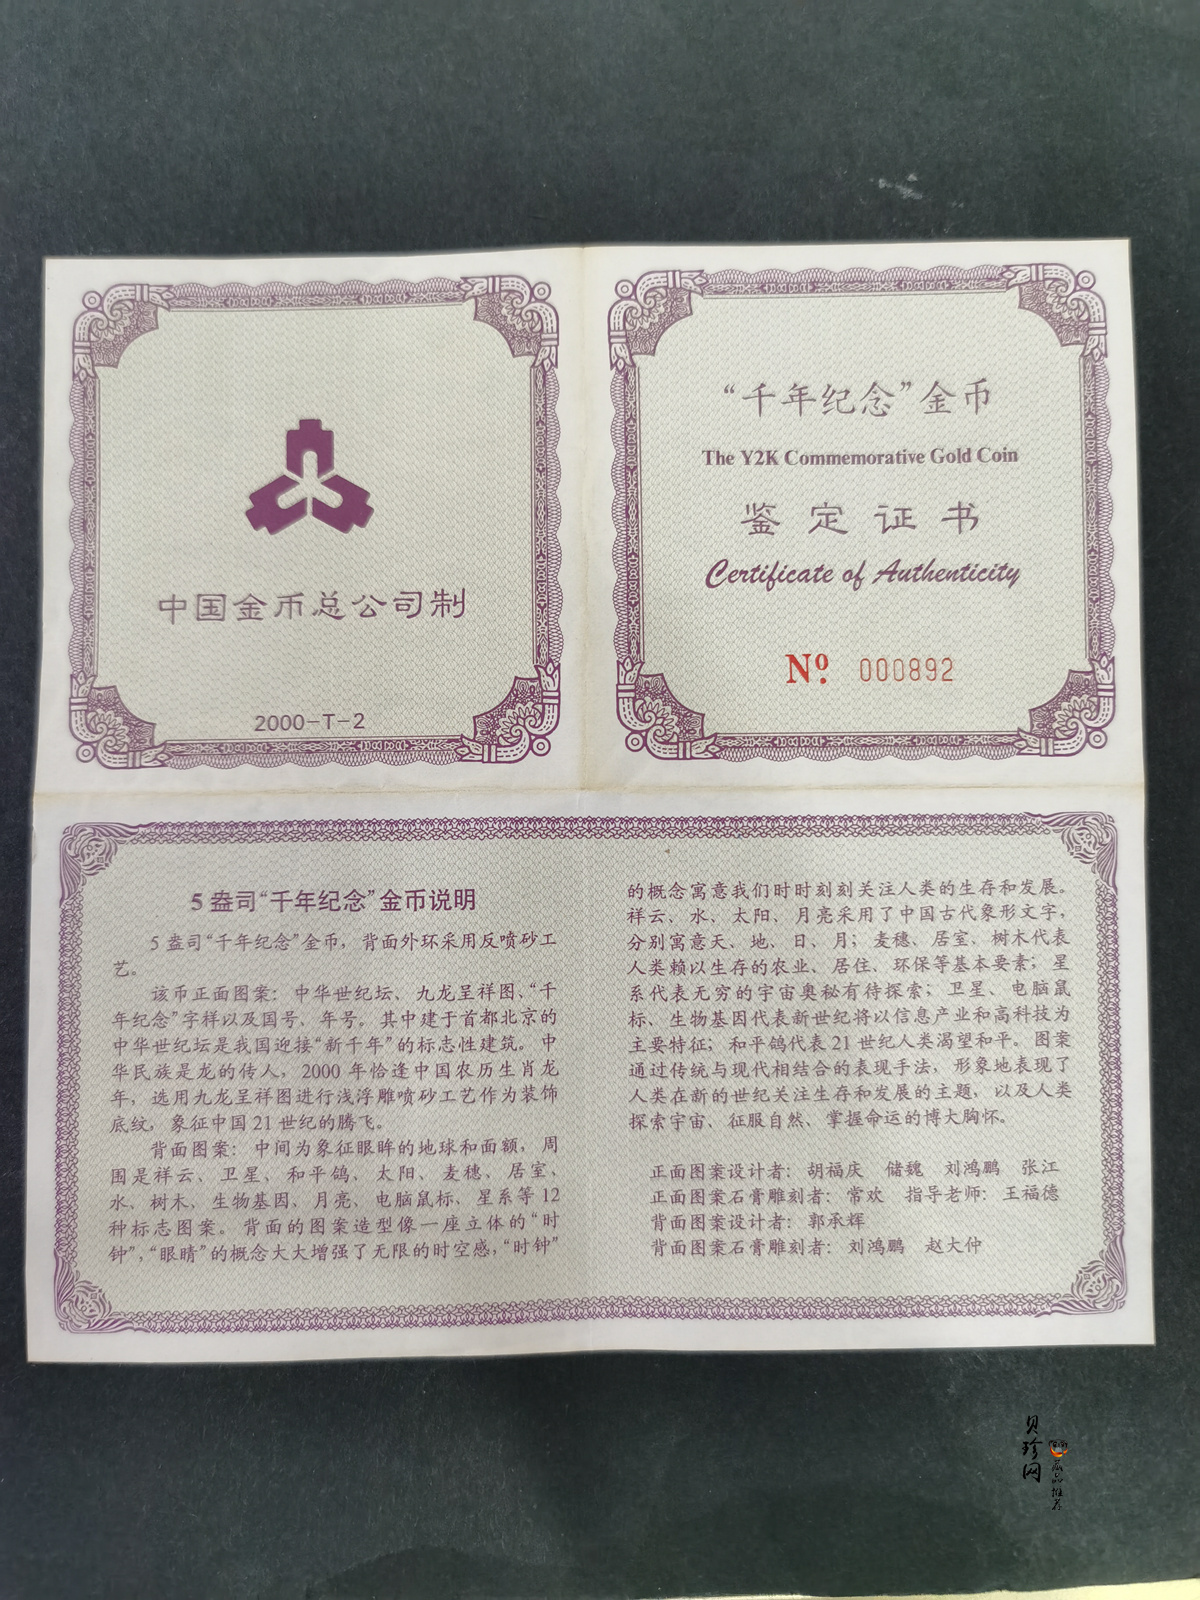 中国金币总公司制
2000-T-2
“千年纪念”金币
The Y2K Commemorative Gold Coin
鉴定证书
Certificate of Authenticity
Nº. 000892
5盎司“千年纪念”金币说明
5盎司“千年纪念”金币，背面外环采用反喷砂工
艺。
该币正面图案：中华世纪坛、九龙呈祥图、“千
年纪念”字样以及国号、年号。其中建于首都北京的
中华世纪坛是我国迎接“新千年”的标志性建筑。中
华民族是龙的传人，2000年恰逢中国农历生肖龙
年，选用九龙呈祥图进行浅浮雕喷砂工艺作为装饰
底纹，象征中国21世纪的腾飞。
背面图案：中间为象征眼眸的地球和面额，周
围是祥云、卫星、和平鸽、太阳、麦穗、居室、
水、树木、生物基因、月亮、电脑鼠标、星系等12
种标志图案。背面的图案造型像一座立体的“时
钟”，“眼睛”的概念大大增强了无限的时空感，“时钟”
的概念寓意我们时时刻刻关注人类的生存和发展。
祥云、水、太阳、月亮采用了中国古代象形文字，
分别寓意天、地、日、月；麦穗、居室、树木代表
人类赖以生存的农业、居住、环保等基本要素；星
系代表无穷的宇宙奥秘有待探索；卫星、电脑鼠
标、生物基因代表新世纪将以信息产业和高科技为
主要特征；和平鸽代表21世纪人类渴望和平。图案
通过传统与现代相结合的表现手法，形象地表现了
人类在新的世纪关注生存和发展的主题，以及人类
探索宇宙、征服自然、掌握命运的博大胸怀。
正面图案设计者：胡福庆 储魏 刘鸿鹏 张江
正面图案石膏雕刻者：常欢 指导老师：王福德
背面图案设计者：郭承辉
背面图案石膏雕刻者：刘鸿鹏 赵大仲
贝珍网
藏品推荐